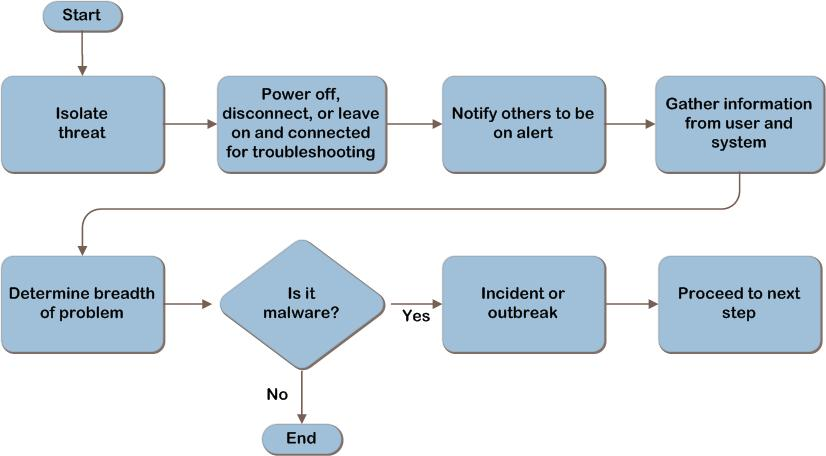 Start
Isolate
threat
Power off,
disconnect, or leave
on and connected
for troubleshooting
Notify others to be
on alert
Gather information
from user and
system
Determine breadth
of problem
Is it
malware?
Yes
Incident or
outbreak
Proceed to next
step
No
End